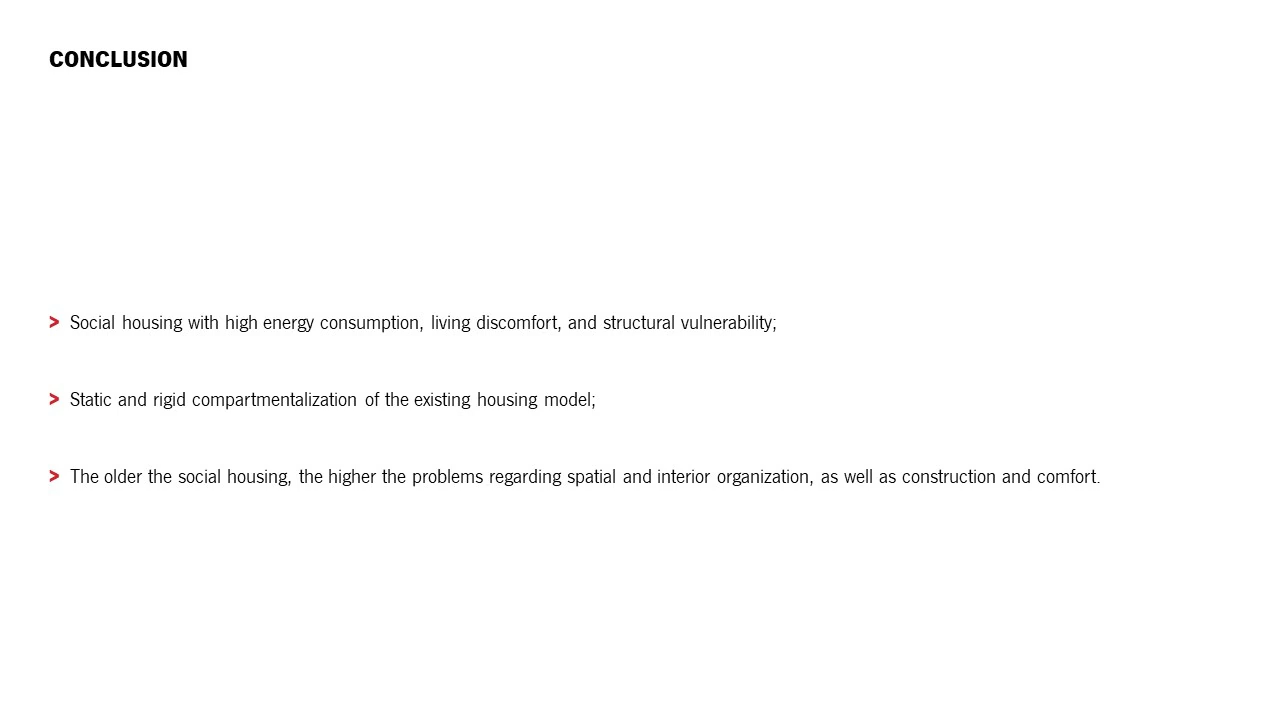 CONCLUSION
> Social housing with high energy consumption, living discomfort, and structural vulnerability;
> Static and rigid compartmentalization of the existing housing model;
> The older the social housing, the higher the problems regarding spatial and interior organization, as well as construction and comfort.